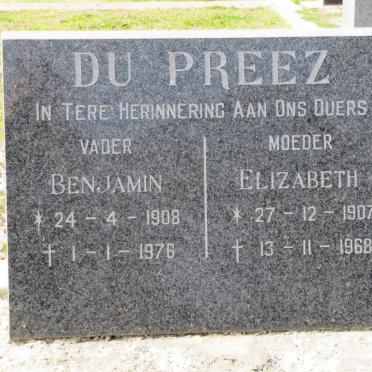 DU PREEZ
IN TERE HERINNERING AAN ONS OUERS
VADER
BENJAMIN
* 24 - 4 - 1908
† 1 - 1 - 1976
MOEDER
ELIZABETH
* 27 - 12 - 1907
† 13 - 11 - 1968